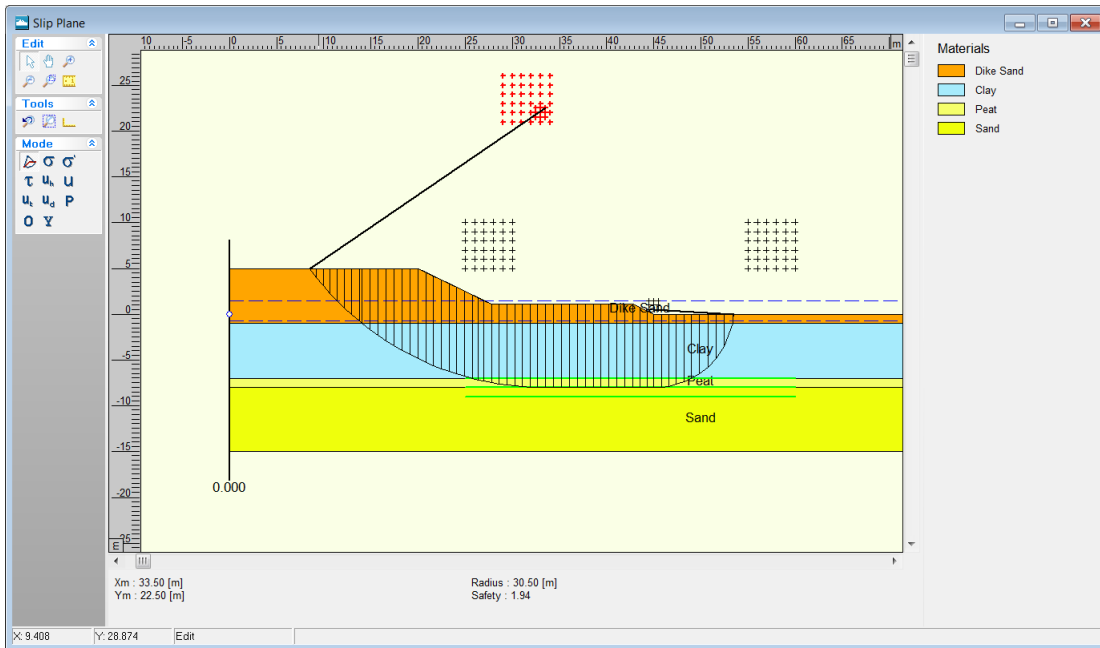 Slip Plane
Edit
Tools
Mode
σ σ'
τ u_h u
u_t u_d P
O Y
10 -5 0 5 10 15 20 25 30 35 40 45 50 55 60 65 m
25
20
15
10
5
0
-5
-10
-15
-20
-25
m
Dike Sand
Clay
Peat
Sand
0.000
Materials
Dike Sand
Clay
Peat
Sand
Xm : 33.50 [m]
Ym : 22.50 [m]
Radius : 30.50 [m]
Safety : 1.94
X: 9.408
Y: 28.874
Edit